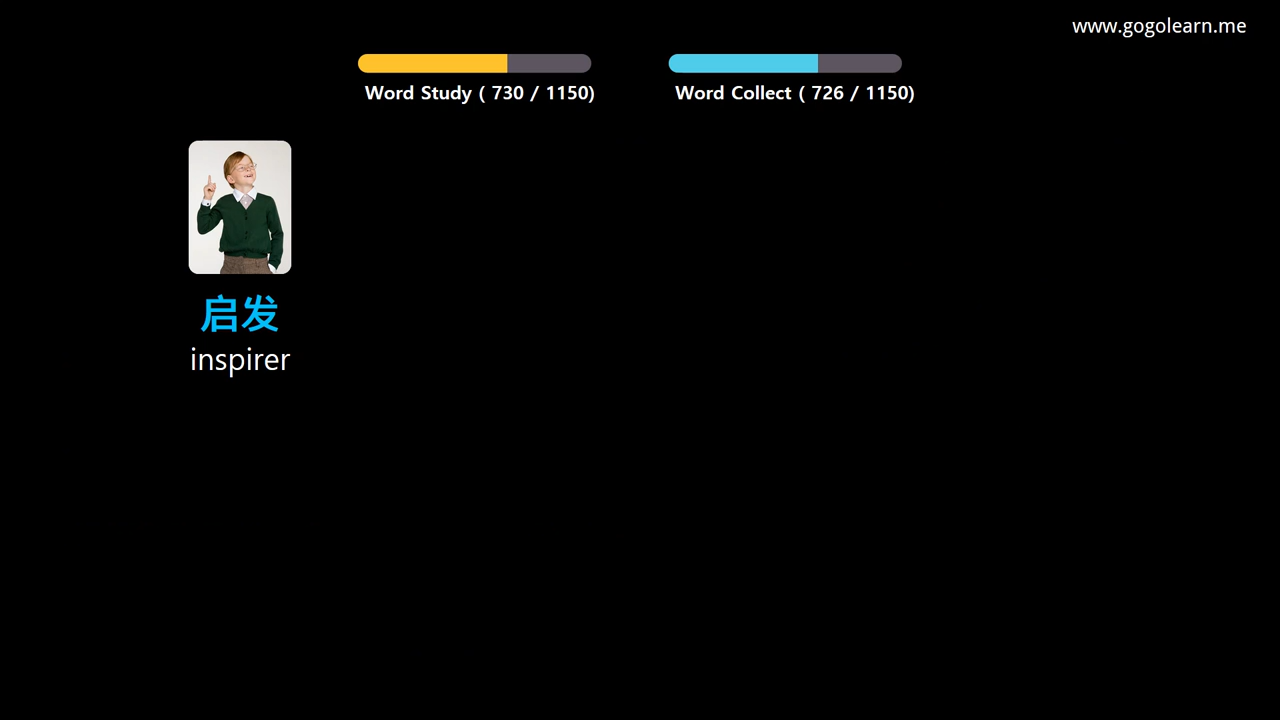 www.gogolearn.me
Word Study ( 730 / 1150)
Word Collect ( 726 / 1150)
启发
inspirer